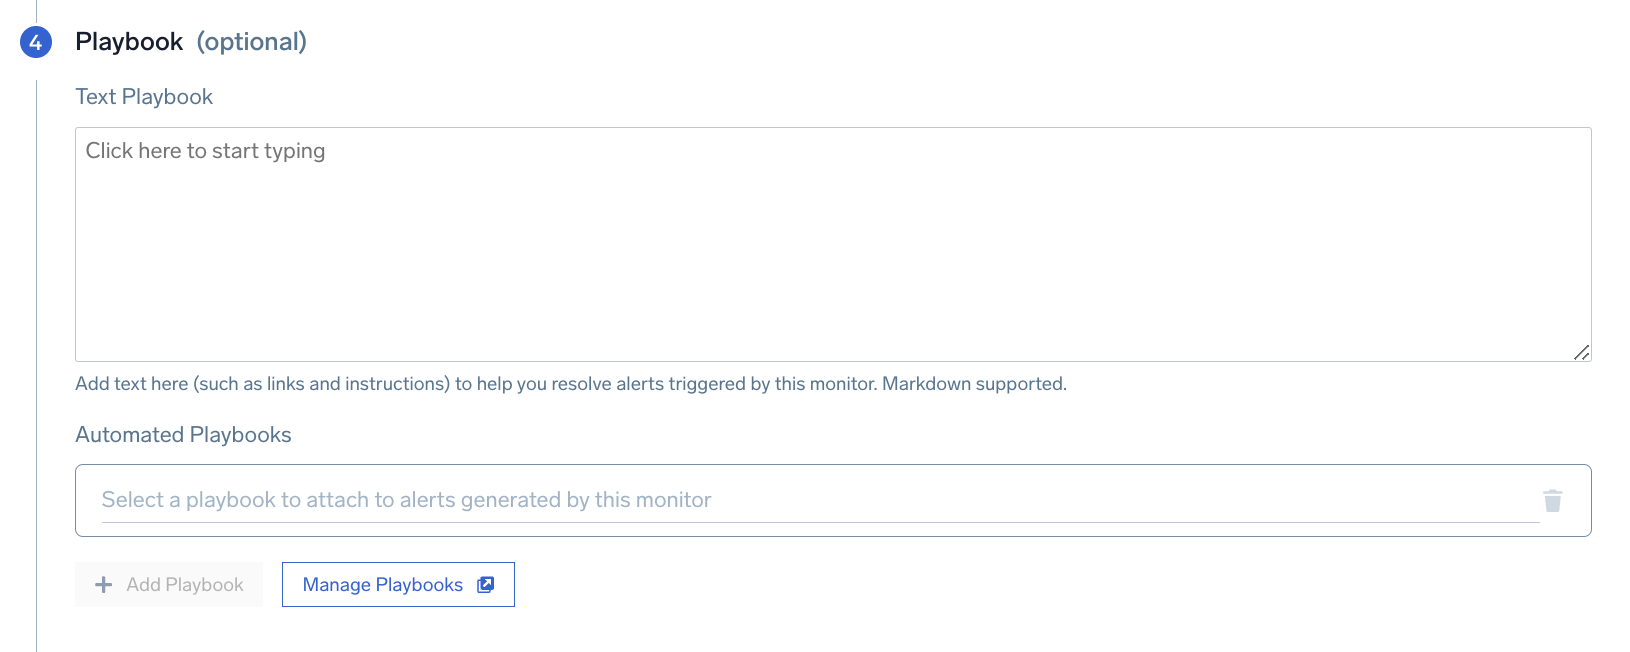 4 Playbook (optional)
Text Playbook
Click here to start typing
Add text here (such as links and instructions) to help you resolve alerts triggered by this monitor. Markdown supported.
Automated Playbooks
Select a playbook to attach to alerts generated by this monitor
+ Add Playbook Manage Playbooks